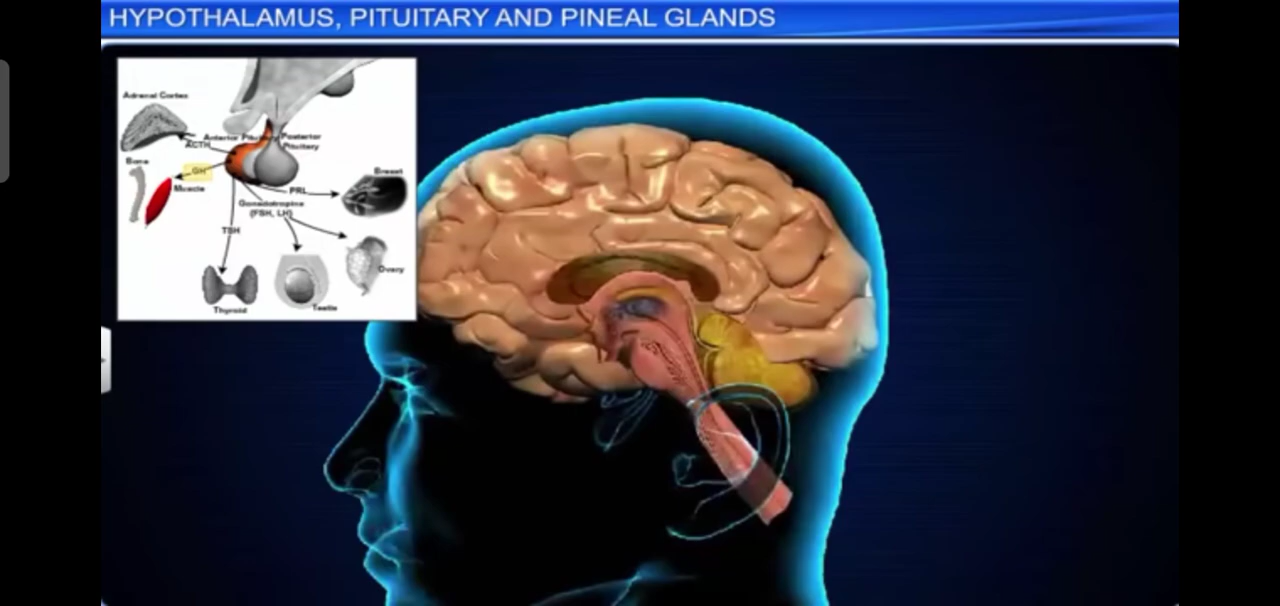 HYPOTHALAMUS, PITUITARY AND PINEAL GLANDS
Adrenal Cortex
Anterior Pituitary
Posterior
Pituitary
ACTH
Bone
GH
Muscle
PRL
Breast
Gonadotropins
(FSH, LH)
TSH
Ovary
Thyroid
Testis